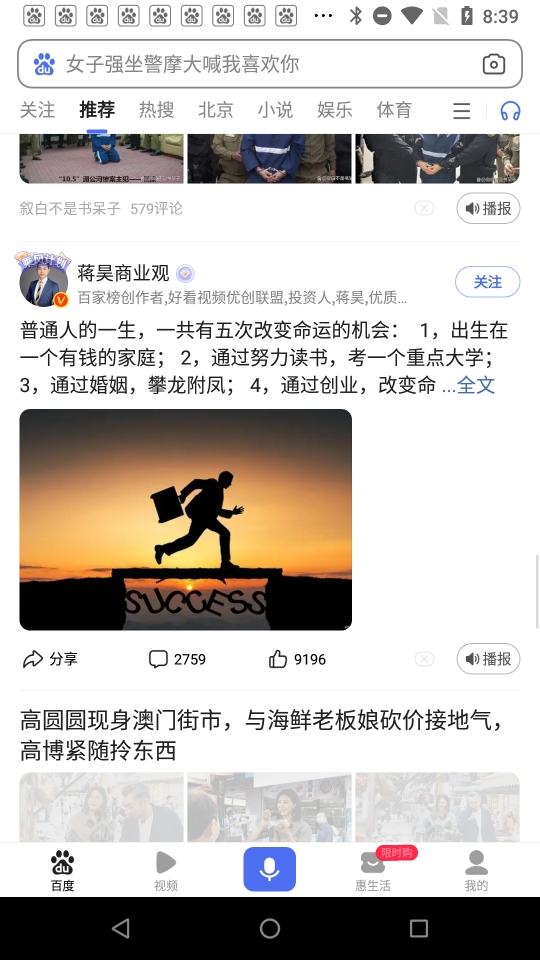 8:39
女子强坐警摩大喊我喜欢你
关注 推荐 热搜 北京 小说 娱乐 体育
"10.5"湄公河惨案主犯——
叙白不是书呆子 579评论
播报
蒋昊商业观
百家榜创作者,好看视频优创联盟,投资人,蒋昊,优质...
关注
普通人的一生，一共有五次改变命运的机会： 1，出生在
一个有钱的家庭； 2，通过努力读书，考一个重点大学；
3，通过婚姻，攀龙附凤； 4，通过创业，改变命 ...全文
SUCCESS
分享 2759 9196 播报
高圆圆现身澳门街市，与海鲜老板娘砍价接地气，
高博紧随拎东西
限时购
百度 视频 惠生活 我的